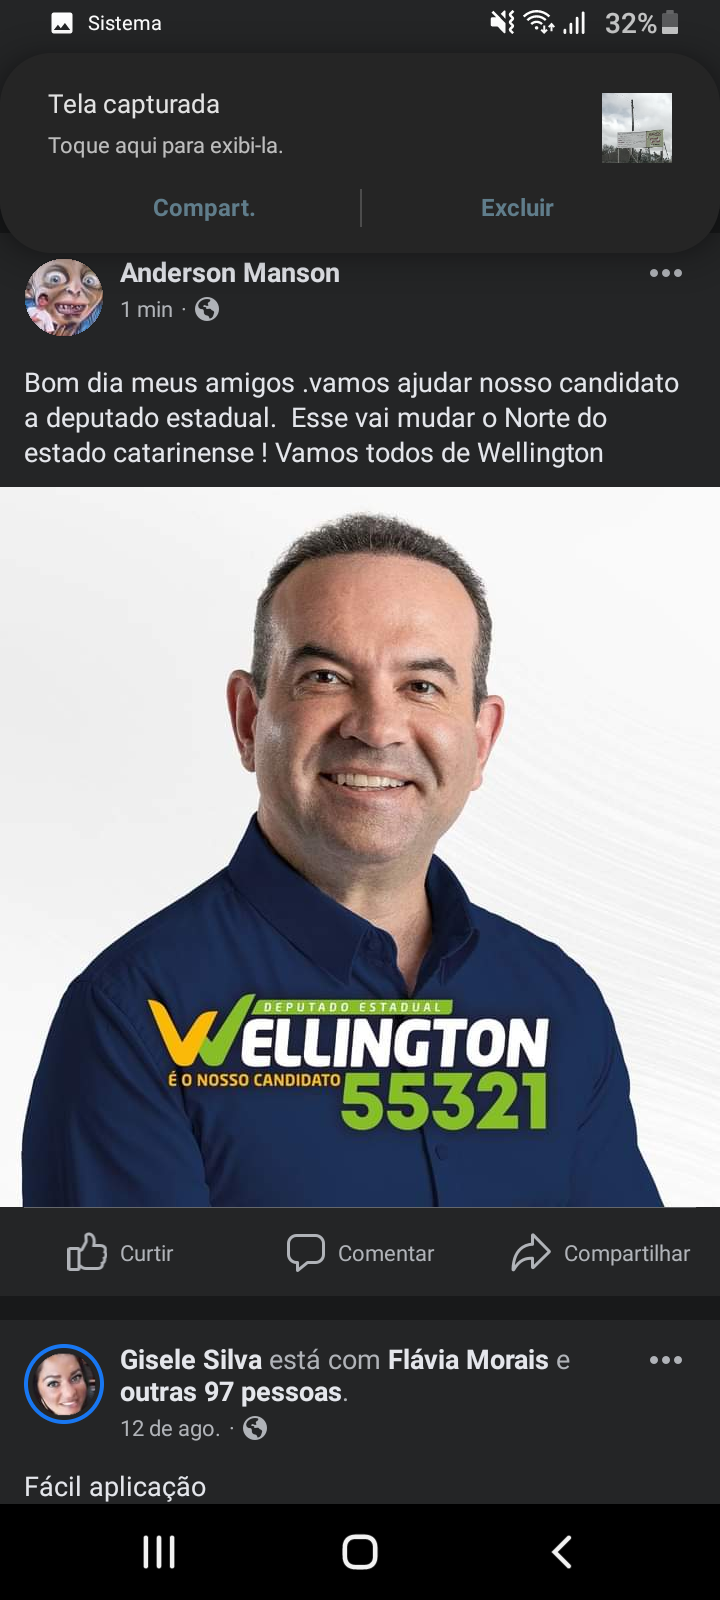 Sistema
32%
Tela capturada
Toque aqui para exibi-la.
Compart.
Excluir
Anderson Manson
1 min ·
Bom dia meus amigos .vamos ajudar nosso candidato
a deputado estadual.  Esse vai mudar o Norte do
estado catarinense ! Vamos todos de Wellington
DEPUTADO ESTADUAL
WELLINGTON
É O NOSSO CANDIDATO
55321
Curtir
Comentar
Compartilhar
Gisele Silva está com Flávia Morais e
outras 97 pessoas.
12 de ago. ·
Fácil aplicação